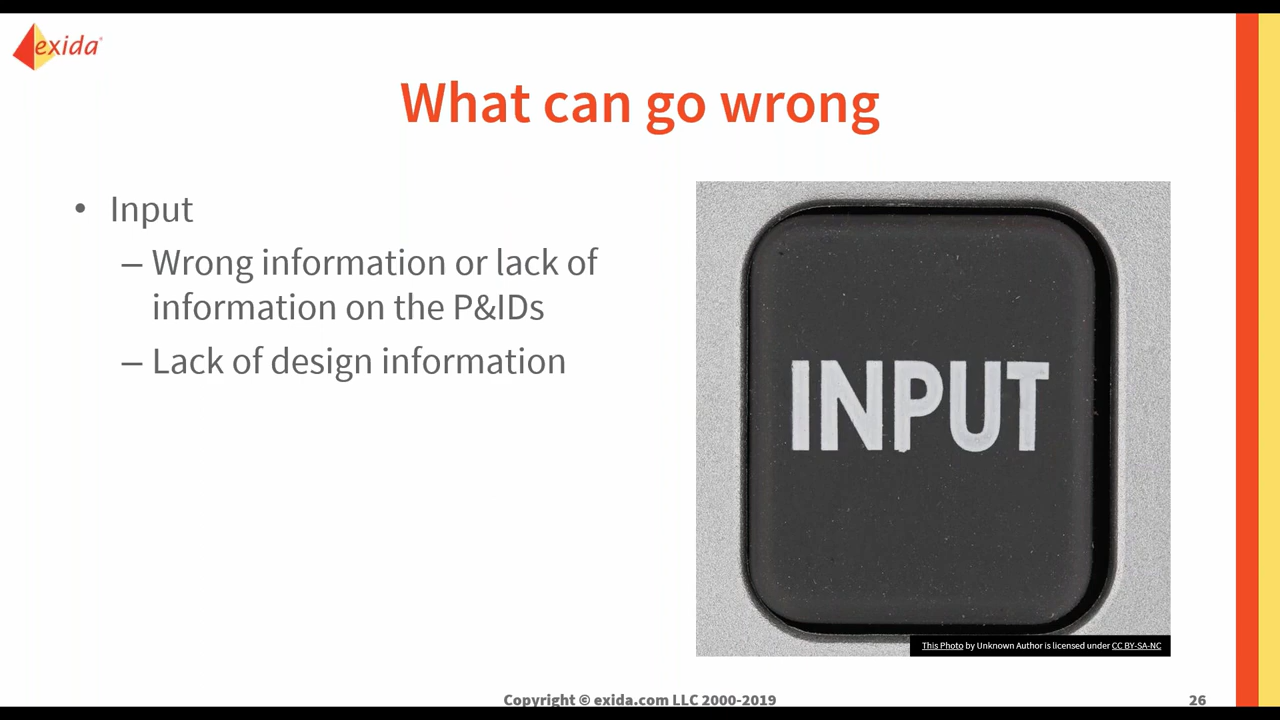 exida
What can go wrong
• Input
– Wrong information or lack of
information on the P&IDs
– Lack of design information
INPUT
This Photo by Unknown Author is licensed under CC BY-SA-NC
Copyright © exida.com LLC 2000-2019
26